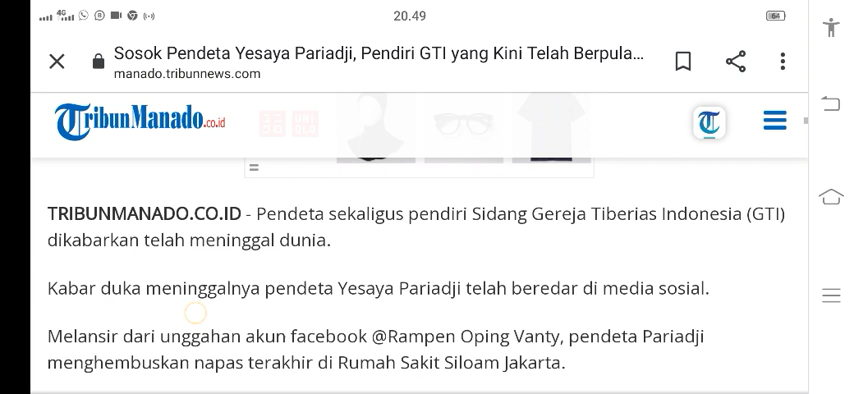 4G
20.49
64
Sosok Pendeta Yesaya Pariadji, Pendiri GTI yang Kini Telah Berpula...
manado.tribunnews.com
TribunManado.co.id
TRIBUNMANADO.CO.ID - Pendeta sekaligus pendiri Sidang Gereja Tiberias Indonesia (GTI)
dikabarkan telah meninggal dunia.
Kabar duka meninggalnya pendeta Yesaya Pariadji telah beredar di media sosial.
Melansir dari unggahan akun facebook @Rampen Oping Vanty, pendeta Pariadji
menghembuskan napas terakhir di Rumah Sakit Siloam Jakarta.